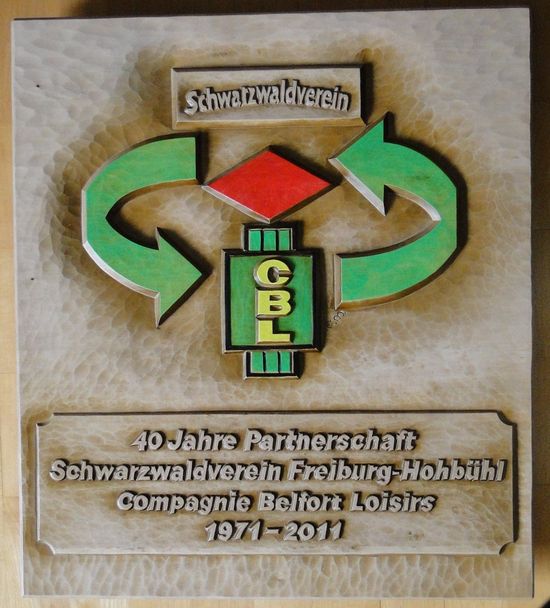 Schwarzwaldverein
C
B
L
40 Jahre Partnerschaft
Schwarzwaldverein Freiburg-Hohbühl
Compagnie Belfort Loisirs
1971-2011